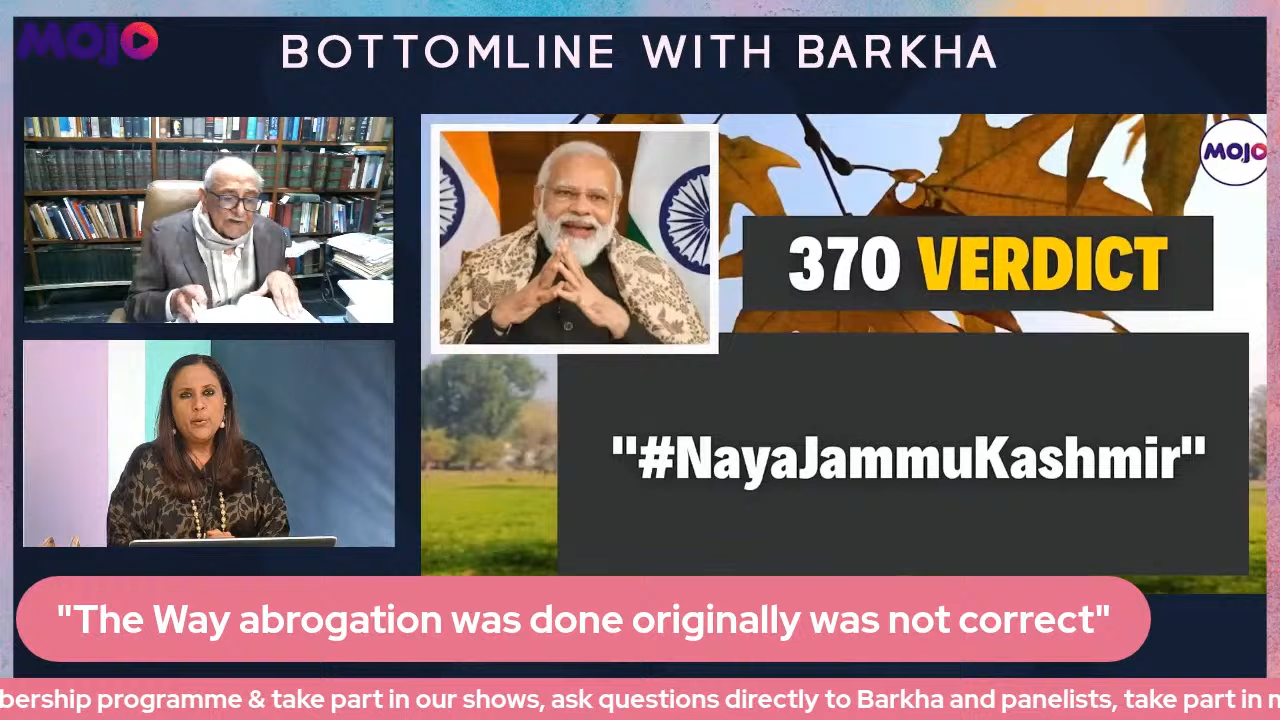 MOJO
BOTTOMLINE WITH BARKHA
MOJO
370 VERDICT
"#NayaJammuKashmir"
"The Way abrogation was done originally was not correct"
bership programme & take part in our shows, ask questions directly to Barkha and panelists, take part in